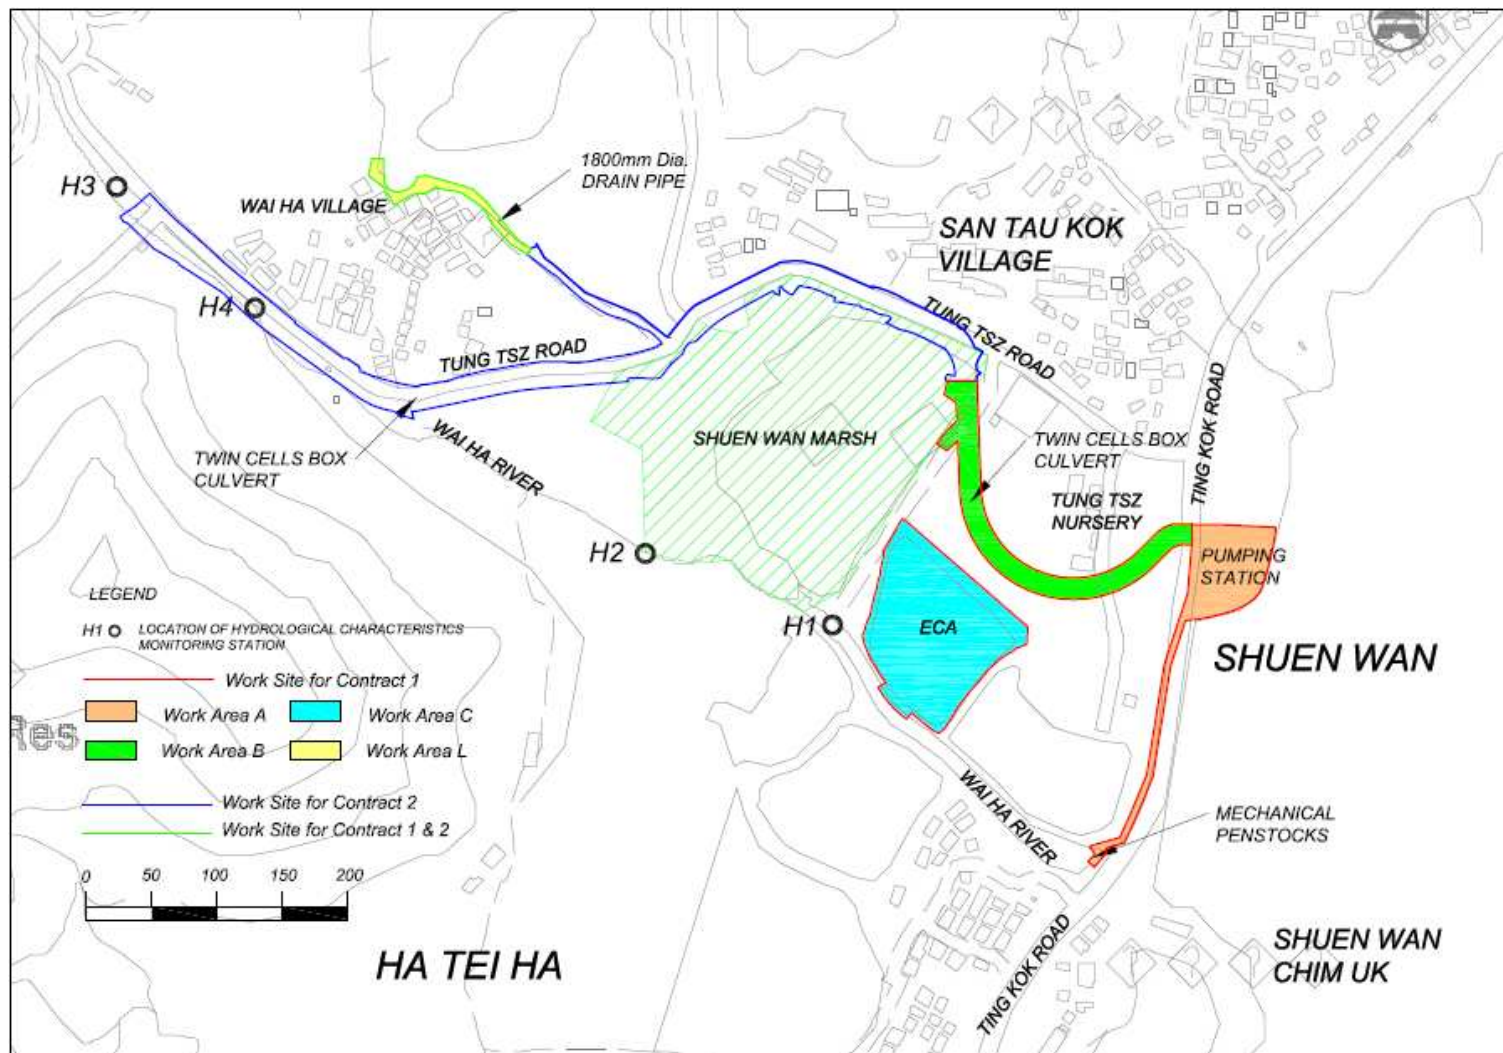 1800mm Dia.
DRAIN PIPE
H3
WAI HA VILLAGE
SAN TAU KOK
VILLAGE
H4
TUNG TSZ ROAD
TUNG TSZ ROAD
TING KOK ROAD
SHUEN WAN MARSH
TWIN CELLS BOX
CULVERT
WAI HA RIVER
TWIN CELLS BOX
CULVERT
TUNG TSZ
NURSERY
H2
PUMPING
STATION
LEGEND
H1 LOCATION OF HYDROLOGICAL CHARACTERISTICS
MONITORING STATION
H1
ECA
SHUEN WAN
Work Site for Contract 1
Work Area A
Work Area C
Res
Work Area B
Work Area L
Work Site for Contract 2
Work Site for Contract 1 & 2
WAI HA RIVER
MECHANICAL
PENSTOCKS
0 50 100 150 200
HA TEI HA
TING KOK ROAD
SHUEN WAN
CHIM UK